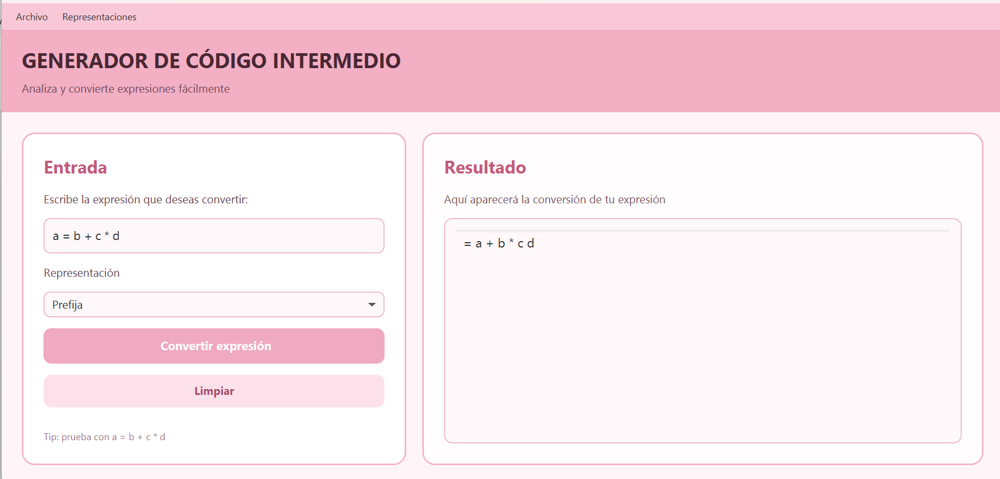 Archivo Representaciones
GENERADOR DE CÓDIGO INTERMEDIO
Analiza y convierte expresiones fácilmente
Entrada
Escribe la expresión que deseas convertir:
a = b + c * d
Representación
Prefija
Convertir expresión
Limpiar
Tip: prueba con a = b + c * d
Resultado
Aquí aparecerá la conversión de tu expresión
= a + b * c d